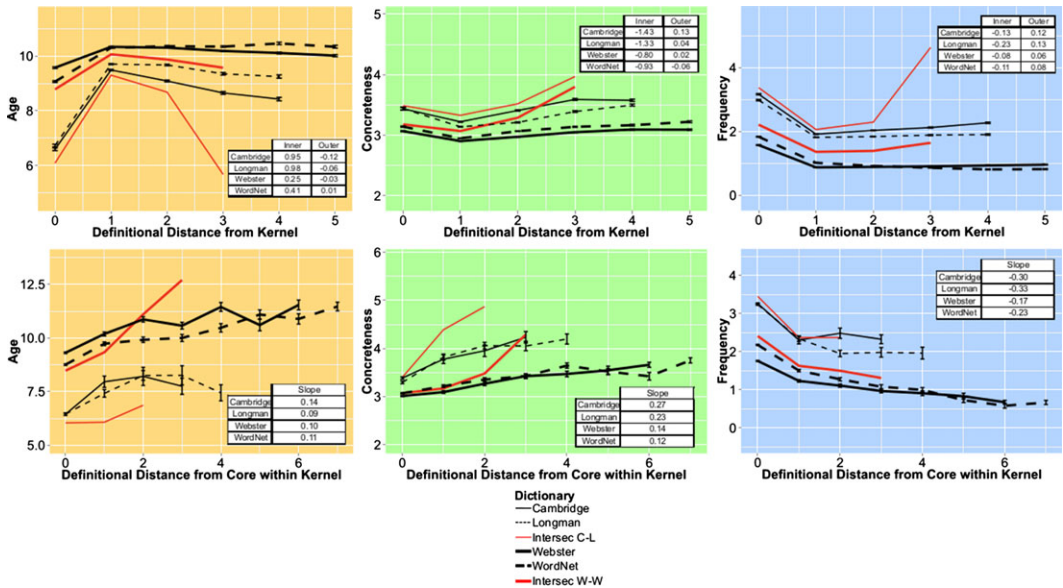 Age
10
8
6
0 1 2 3 4 5
Definitional Distance from Kernel
Inner Outer
Cambridge 0.95 -0.12
Longman 0.98 -0.06
Webster 0.25 -0.03
WordNet 0.41 0.01
Concreteness
5
4
3
2
0 1 2 3 4 5
Definitional Distance from Kernel
Inner Outer
Cambridge -1.43 0.13
Longman -1.33 0.04
Webster -0.80 0.02
WordNet -0.93 -0.06
Frequency
4
2
0
0 1 2 3 4 5
Definitional Distance from Kernel
Inner Outer
Cambridge -0.13 0.12
Longman -0.23 0.13
Webster -0.08 0.06
WordNet -0.11 0.08
Age
12.5
10.0
7.5
5.0
0 2 4 6
Definitional Distance from Core within Kernel
Slope
Cambridge 0.14
Longman 0.09
Webster 0.10
WordNet 0.11
Concreteness
6
5
4
3
2
0 2 4 6
Definitional Distance from Core within Kernel
Slope
Cambridge 0.27
Longman 0.23
Webster 0.14
WordNet 0.12
Frequency
4
3
2
1
0
0 2 4 6
Definitional Distance from Core within Kernel
Slope
Cambridge -0.30
Longman -0.33
Webster -0.17
WordNet -0.23
Dictionary
Cambridge
Longman
Intersec C-L
Webster
WordNet
Intersec W-W